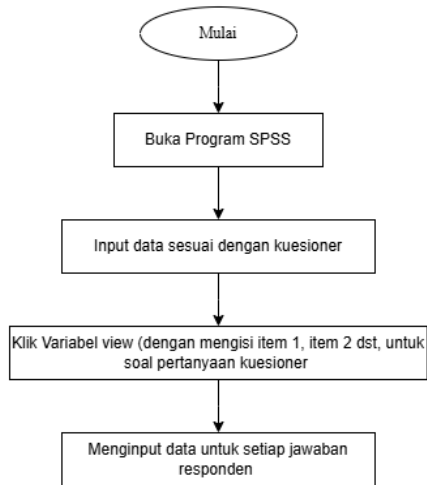 Mulai
Buka Program SPSS
Input data sesuai dengan kuesioner
Klik Variabel view (dengan mengisi item 1, item 2 dst, untuk
soal pertanyaan kuesioner
Menginput data untuk setiap jawaban
responden